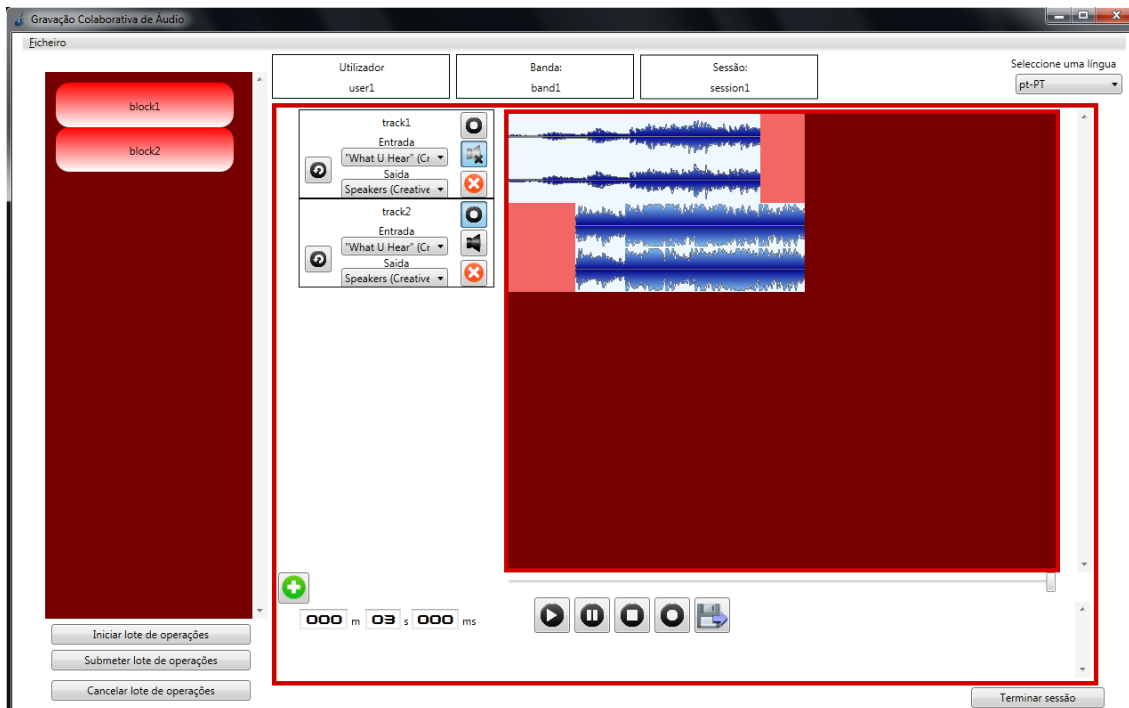 Gravação Colaborativa de Áudio
Ficheiro
Utilizador
user1
Banda:
band1
Sessão:
session1
Seleccione uma língua
pt-PT
block1
block2
track1
Entrada
"What U Hear" (Cr
Saida
Speakers (Creative
track2
Entrada
"What U Hear" (Cr
Saida
Speakers (Creative
000 m 03 s 000 ms
Iniciar lote de operações
Submeter lote de operações
Cancelar lote de operações
Terminar sessão